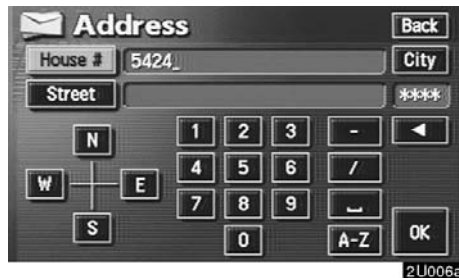 Address Back
House # 5424_ City
Street ****
N 1 2 3 - ◀
W E 4 5 6 /
7 8 9 ⎵
S 0 A-Z OK
2U006a